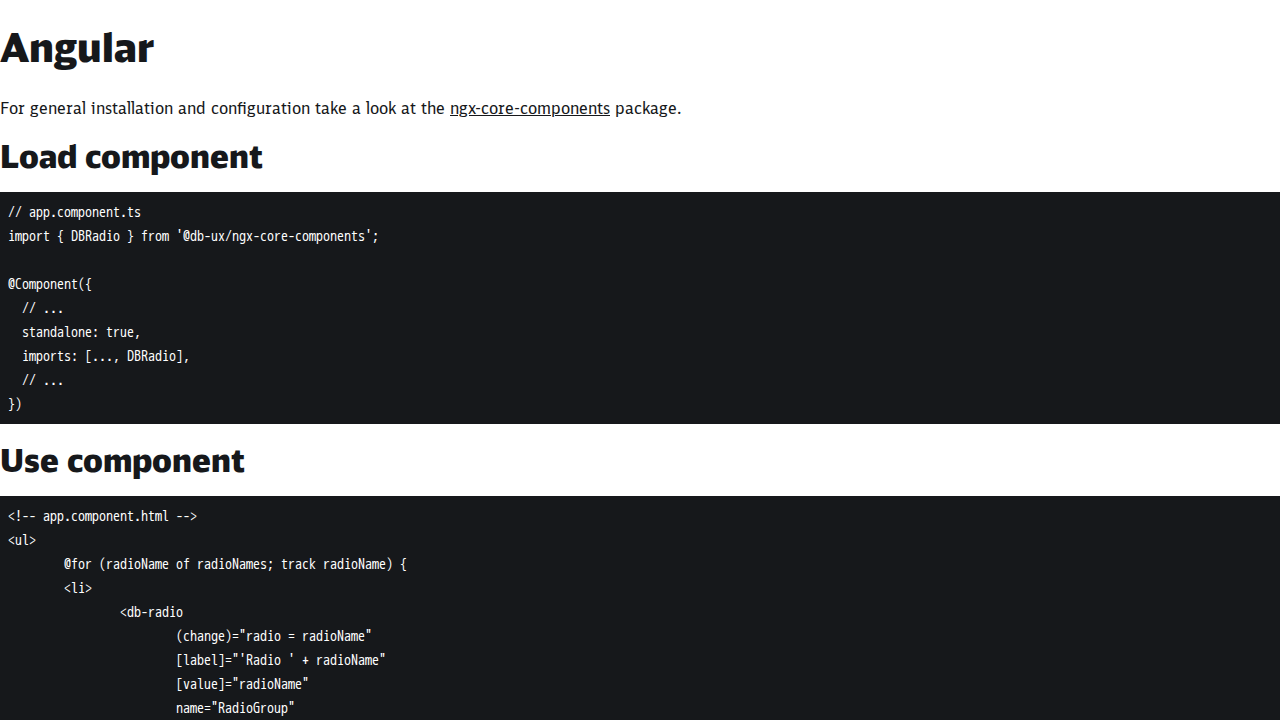 Angular
For general installation and configuration take a look at the ngx-core-components package.
Load component
// app.component.ts
import { DBRadio } from '@db-ux/ngx-core-components';

@Component({
  // ...
  standalone: true,
  imports: [..., DBRadio],
  // ...
})
Use component
<!-- app.component.html -->
<ul>
	@for (radioName of radioNames; track radioName) {
	<li>
		<db-radio
			(change)="radio = radioName"
			[label]="'Radio ' + radioName"
			[value]="radioName"
			name="RadioGroup"